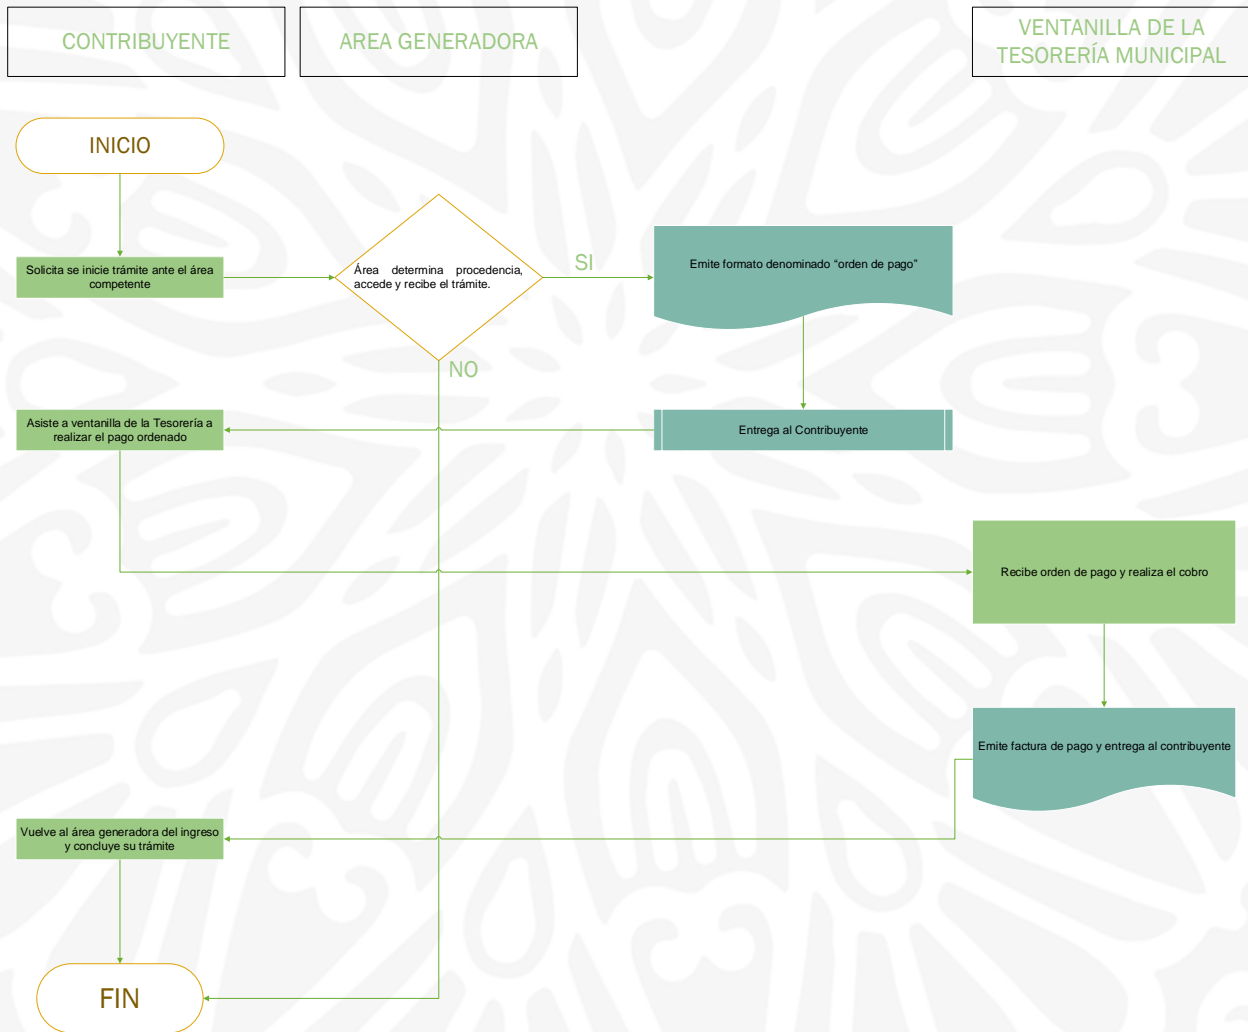 CONTRIBUYENTE
AREA GENERADORA
VENTANILLA DE LA
TESORERÍA MUNICIPAL
INICIO
Solicita se inicie trámite ante el área
competente
Área determina procedencia,
accede y recibe el trámite.
SI
Emite formato denominado “orden de pago”
NO
Asiste a ventanilla de la Tesorería a
realizar el pago ordenado
Entrega al Contribuyente
Recibe orden de pago y realiza el cobro
Emite factura de pago y entrega al contribuyente
Vuelve al área generadora del ingreso
y concluye su trámite
FIN